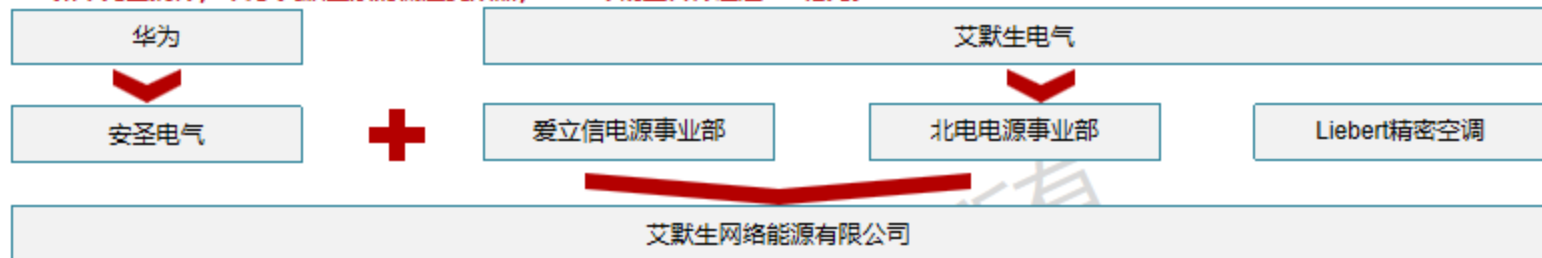 华为
艾默生电气
安圣电气
爱立信电源事业部
北电电源事业部
Liebert精密空调
艾默生网络能源有限公司